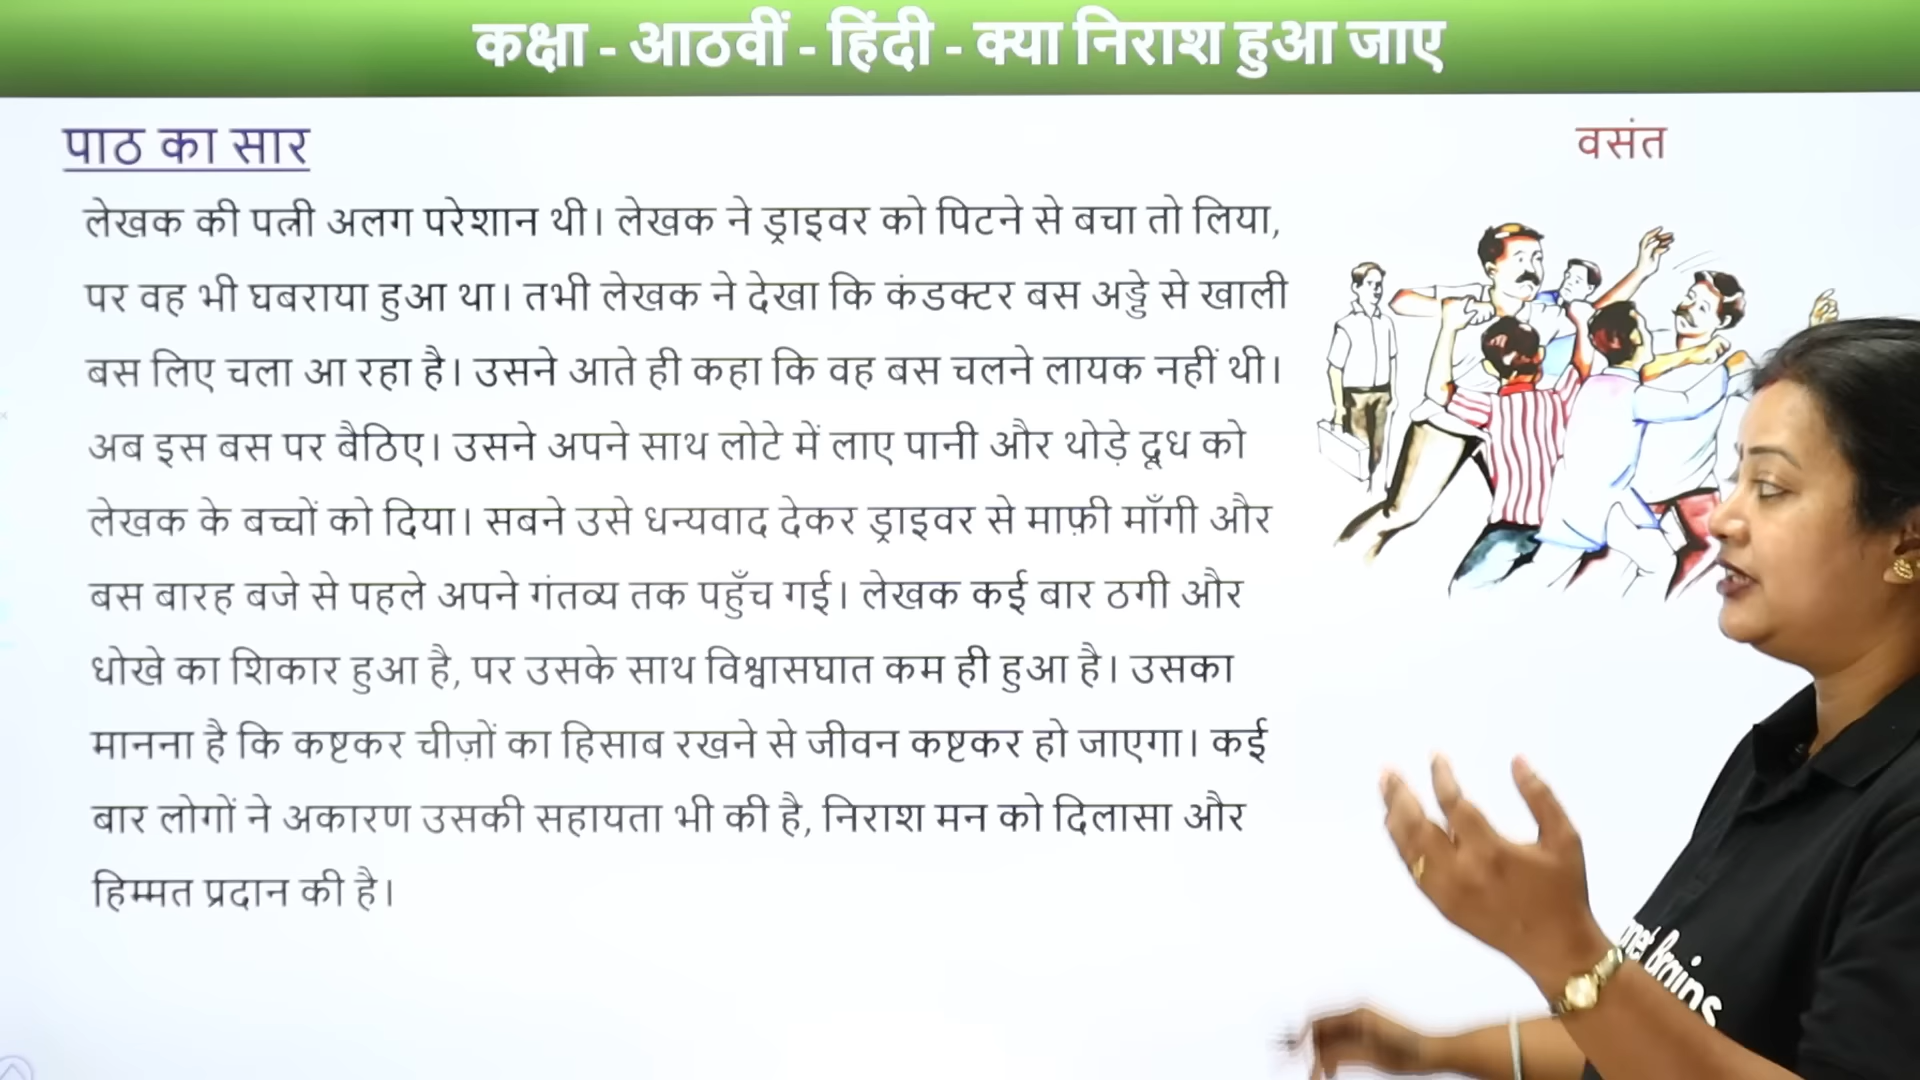 कक्षा - आठवीं - हिंदी - क्या निराश हुआ जाए
पाठ का सार
वसंत
लेखक की पत्नी अलग परेशान थी। लेखक ने ड्राइवर को पिटने से बचा तो लिया,
पर वह भी घबराया हुआ था। तभी लेखक ने देखा कि कंडक्टर बस अड्डे से खाली
बस लिए चला आ रहा है। उसने आते ही कहा कि वह बस चलने लायक नहीं थी।
अब इस बस पर बैठिए। उसने अपने साथ लोटे में लाए पानी और थोड़े दूध को
लेखक के बच्चों को दिया। सबने उसे धन्यवाद देकर ड्राइवर से माफ़ी माँगी और
बस बारह बजे से पहले अपने गंतव्य तक पहुँच गई। लेखक कई बार ठगी और
धोखे का शिकार हुआ है, पर उसके साथ विश्वासघात कम ही हुआ है। उसका
मानना है कि कष्टकर चीज़ों का हिसाब रखने से जीवन कष्टकर हो जाएगा। कई
बार लोगों ने अकारण उसकी सहायता भी की है, निराश मन को दिलासा और
हिम्मत प्रदान की है।
Brains